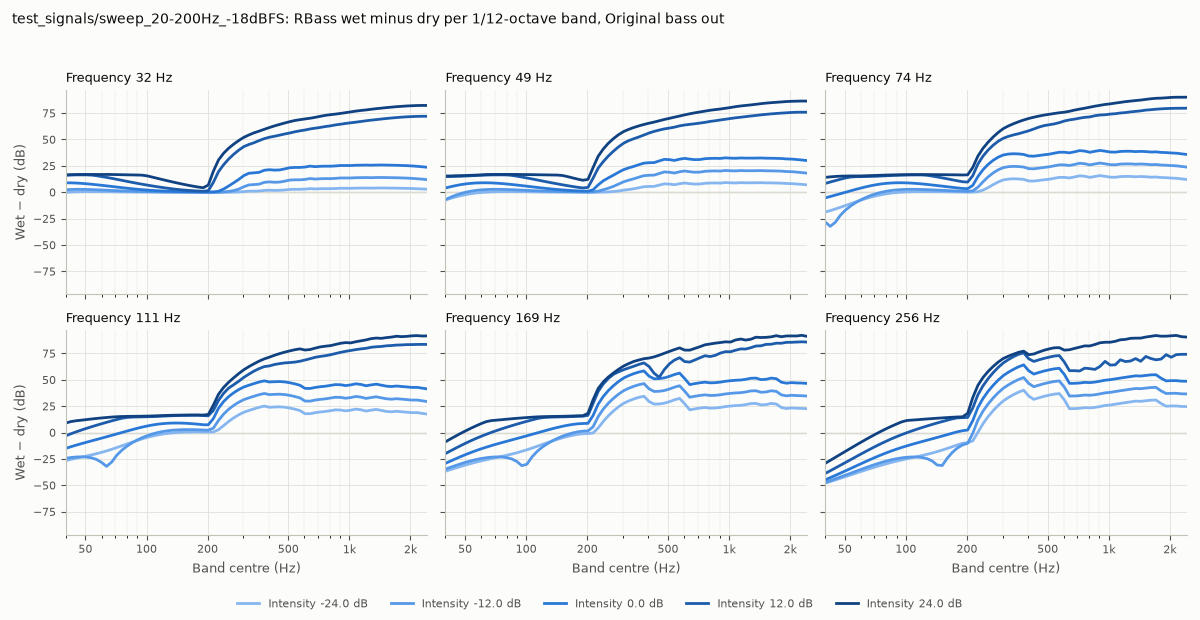 test_signals/sweep_20-200Hz_-18dBFS: RBass wet minus dry per 1/12-octave band, Original bass out
Frequency 32 Hz
Frequency 49 Hz
Frequency 74 Hz
Wet − dry (dB)
75
50
25
0
−25
−50
−75
Frequency 111 Hz
Frequency 169 Hz
Frequency 256 Hz
Wet − dry (dB)
75
50
25
0
−25
−50
−75
50 100 200 500 1k 2k
50 100 200 500 1k 2k
50 100 200 500 1k 2k
Band centre (Hz)
Band centre (Hz)
Band centre (Hz)
Intensity -24.0 dB Intensity -12.0 dB Intensity 0.0 dB Intensity 12.0 dB Intensity 24.0 dB